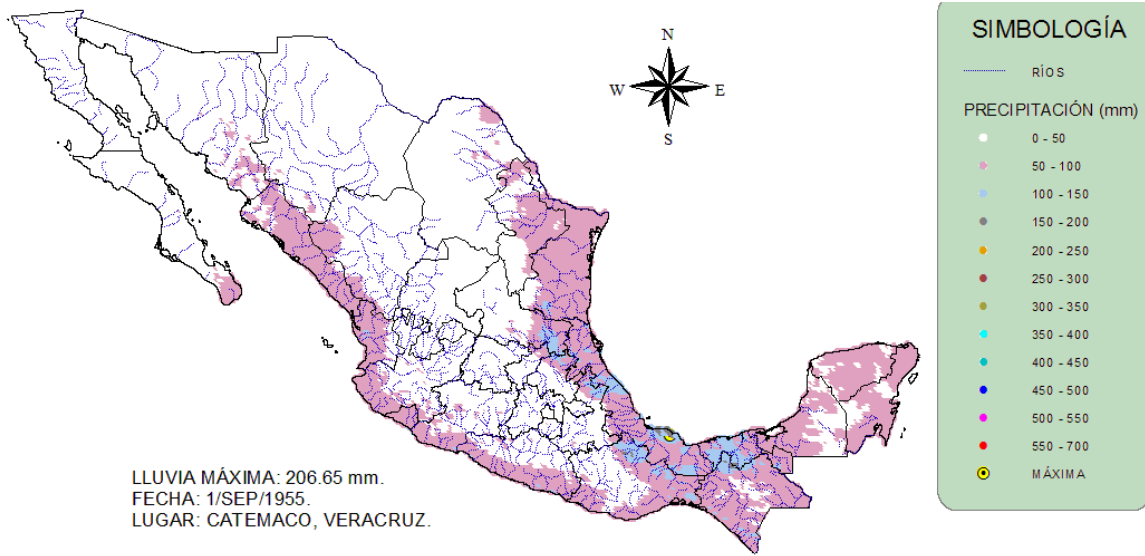 N
W E
S
LLUVIA MÁXIMA: 206.65 mm.
FECHA: 1/SEP/1955.
LUGAR: CATEMACO, VERACRUZ.
SIMBOLOGÍA
RÍOS
PRECIPITACIÓN (mm)
0 - 50
50 - 100
100 - 150
150 - 200
200 - 250
250 - 300
300 - 350
350 - 400
400 - 450
450 - 500
500 - 550
550 - 700
MÁXIMA